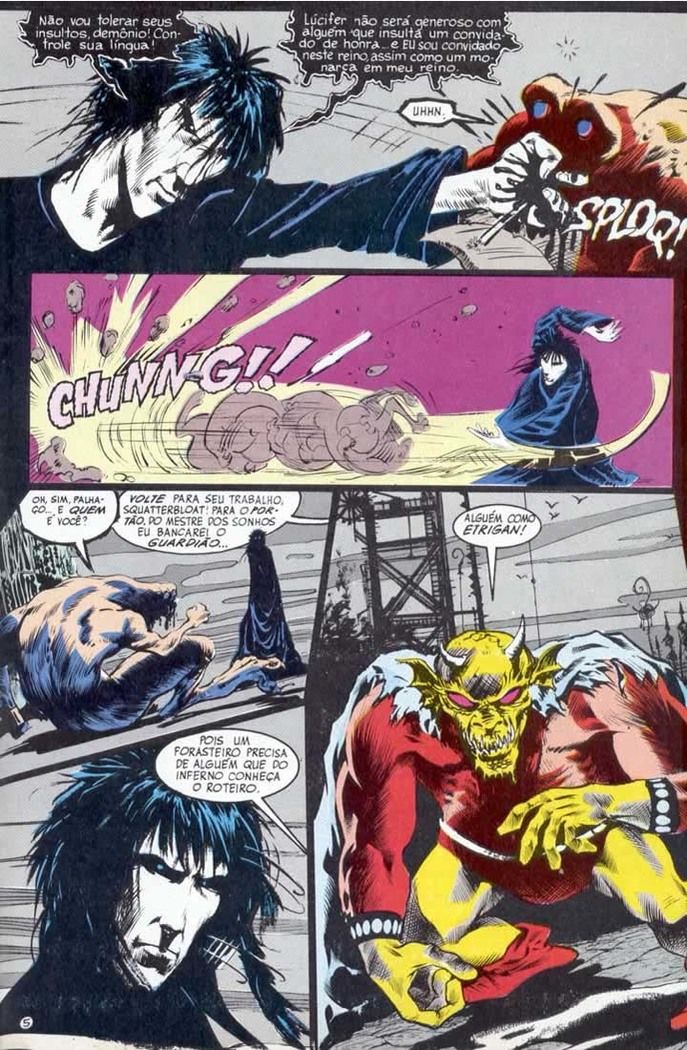 Não vou tolerar seus
insultos, demônio! Con-
trole sua língua!
Lúcifer não será generoso com
alguém que insulta um convida-
do de honra... e EU sou convidado
neste reino, assim como um mo-
narca em meu reino.
UHHN.
SPLOQ!
CHUNN-G!!
OH, SIM, PALHA-
ÇO... E QUEM
É VOCÊ?
VOLTE PARA SEU TRABALHO,
SQUATTERBLOAT! PARA O POR-
TÃO, DO MESTRE DOS SONHOS
EU BANCAREI O
GUARDIÃO...
ALGUÉM COMO
ETRIGAN!
POIS UM
FORASTEIRO PRECISA
DE ALGUÉM QUE DO
INFERNO CONHEÇA
O ROTEIRO.
5